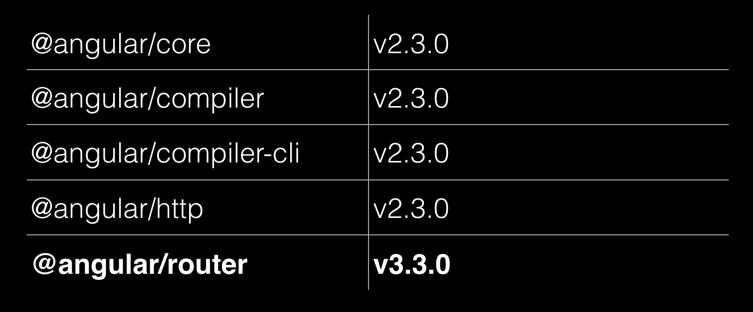 @angular/core v2.3.0
@angular/compiler v2.3.0
@angular/compiler-cli v2.3.0
@angular/http v2.3.0
@angular/router v3.3.0